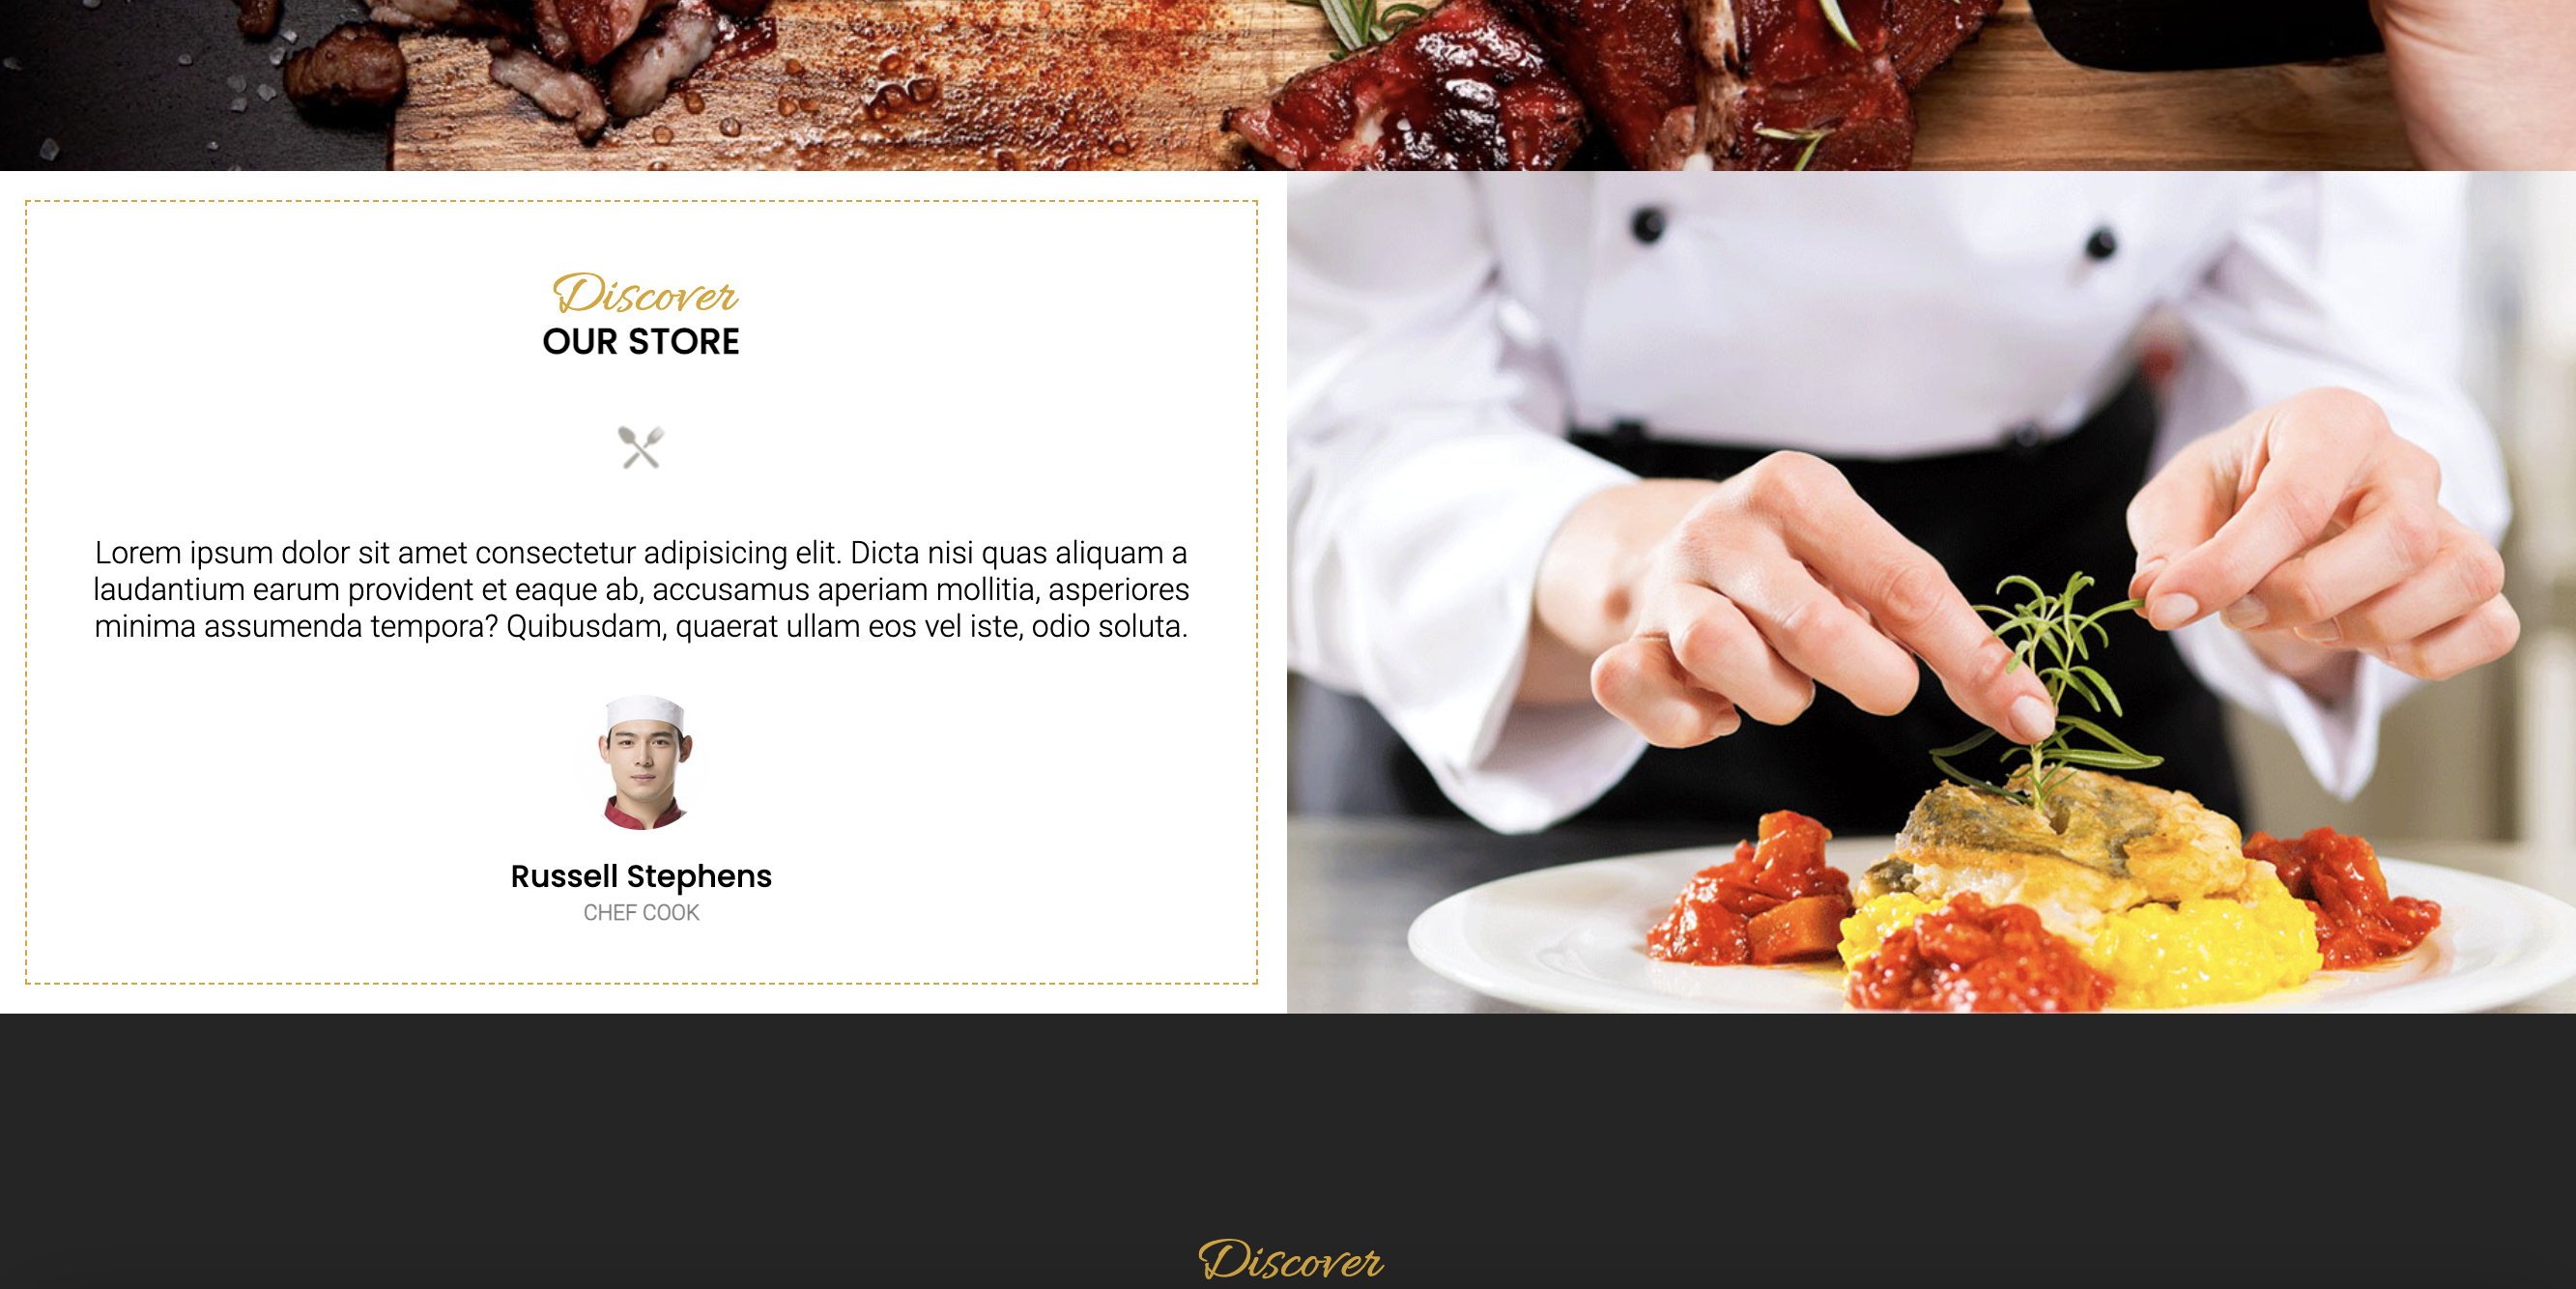 Discover
OUR STORE
Lorem ipsum dolor sit amet consectetur adipisicing elit. Dicta nisi quas aliquam a
laudantium earum provident et eaque ab, accusamus aperiam mollitia, asperiores
minima assumenda tempora? Quibusdam, quaerat ullam eos vel iste, odio soluta.
Russell Stephens
CHEF COOK
Discover